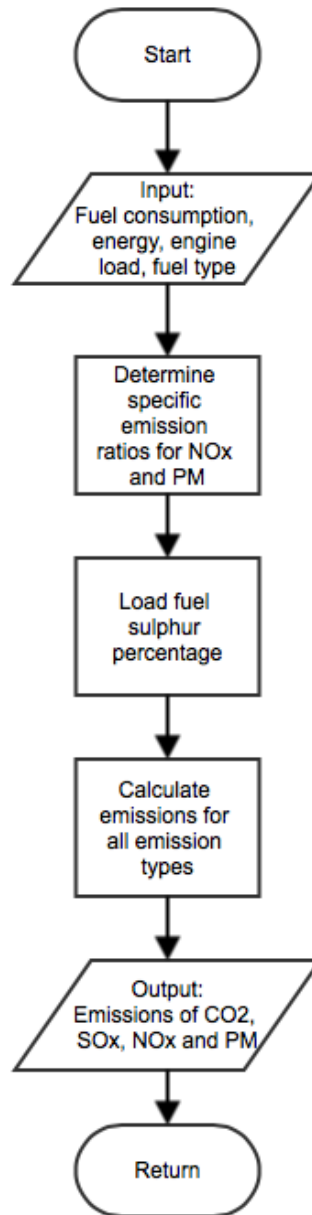 Start
Input:
Fuel consumption,
energy, engine
load, fuel type
Determine
specific
emission
ratios for NOx
and PM
Load fuel
sulphur
percentage
Calculate
emissions for
all emission
types
Output:
Emissions of CO2,
SOx, NOx and PM
Return